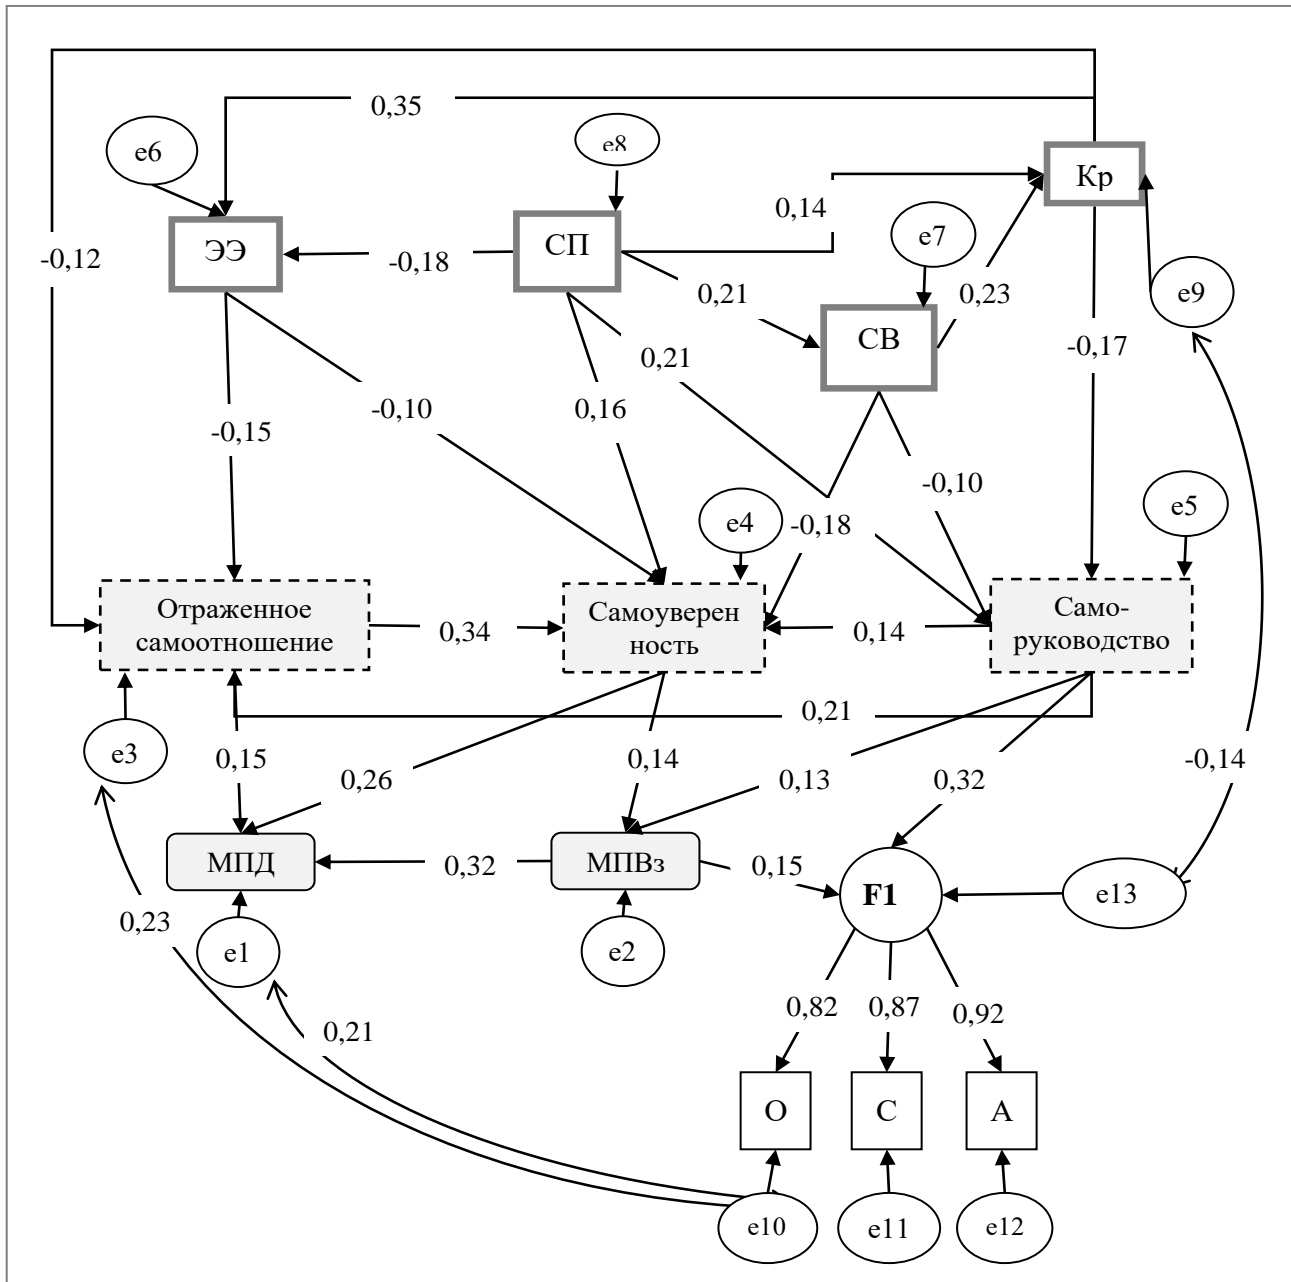 0,35
e6
e8
Кр
0,14
ЭЭ
СП
e7
-0,12
-0,18
0,21
0,23
e9
СВ
-0,17
0,21
-0,10
0,16
-0,15
-0,10
e4
-0,18
e5
Отраженное
самоотношение
0,34
Самоуверен
ность
0,14
Само-
руководство
0,21
e3
0,15
0,26
0,14
0,13
0,32
-0,14
МПД
0,32
МПВз
0,15
F1
e13
0,23
e1
e2
0,82
0,87
0,92
0,21
О
С
А
e10
e11
e12